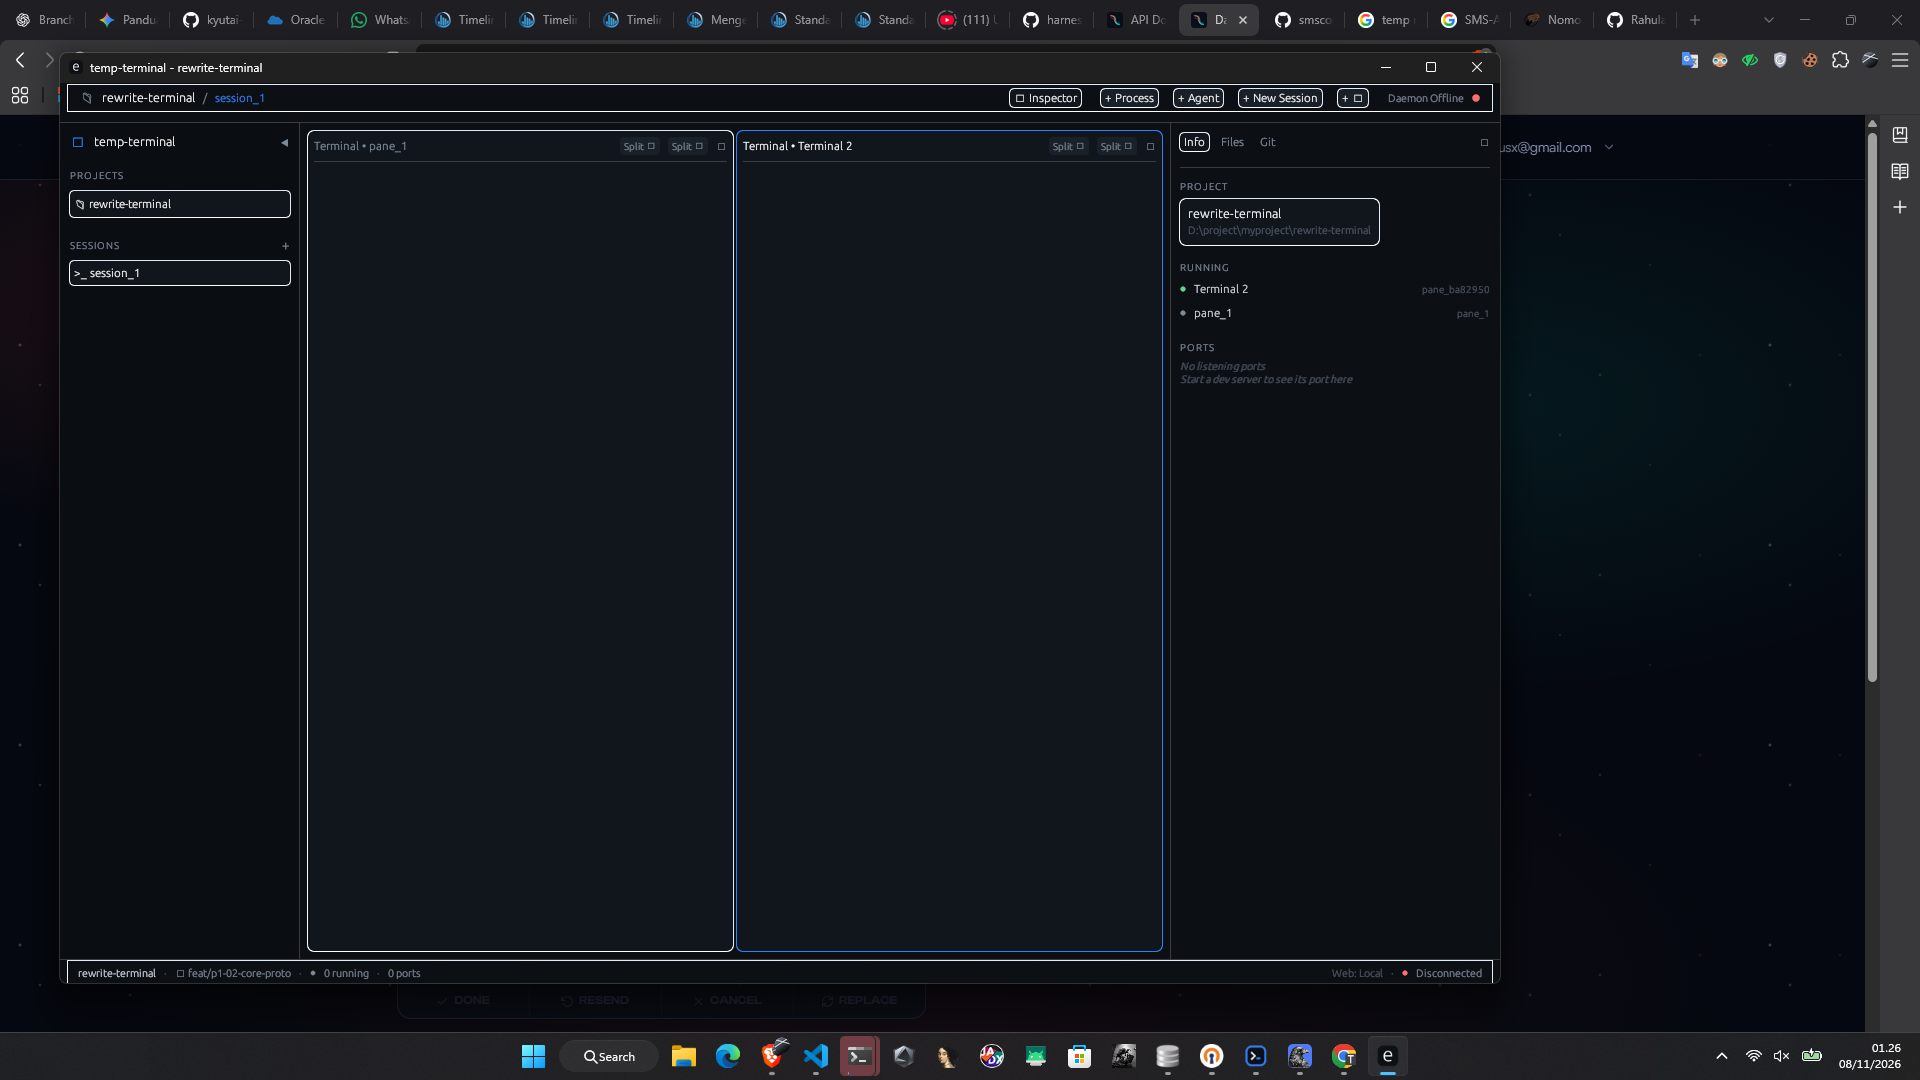 Branch
Pandu
kyutai-
Oracle
Whats
Timelin
Timelin
Timelin
Menge
Standa
Standa
(111)
harnes
API Do
Da
smsco
temp
SMS-A
Nomo
Rahula
temp-terminal - rewrite-terminal
rewrite-terminal / session_1
Inspector
+ Process
+ Agent
+ New Session
+
Daemon Offline
usx@gmail.com
temp-terminal
PROJECTS
rewrite-terminal
SESSIONS +
>_ session_1
Terminal • pane_1 Split Split
Terminal • Terminal 2 Split Split
Info Files Git
PROJECT
rewrite-terminal
D:\project\myproject\rewrite-terminal
RUNNING
Terminal 2 pane_ba82950
pane_1 pane_1
PORTS
No listening ports
Start a dev server to see its port here
rewrite-terminal · feat/p1-02-core-proto · • 0 running · 0 ports
Web: Local · • Disconnected
DONE RESEND CANCEL REPLACE
Search
01.26
08/11/2026